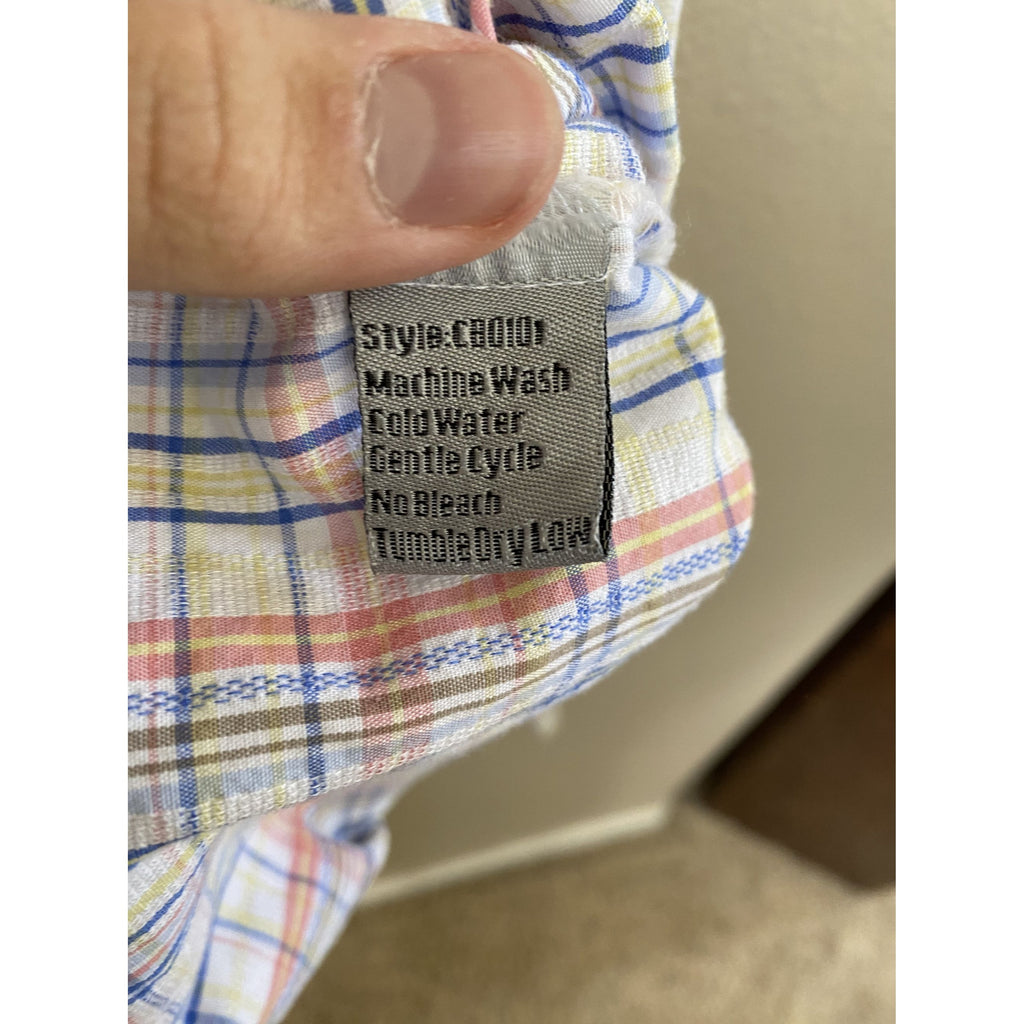 Style:CB0101
Machine Wash
Cold Water
Gentle Cycle
No Bleach
Tumble Dry Low